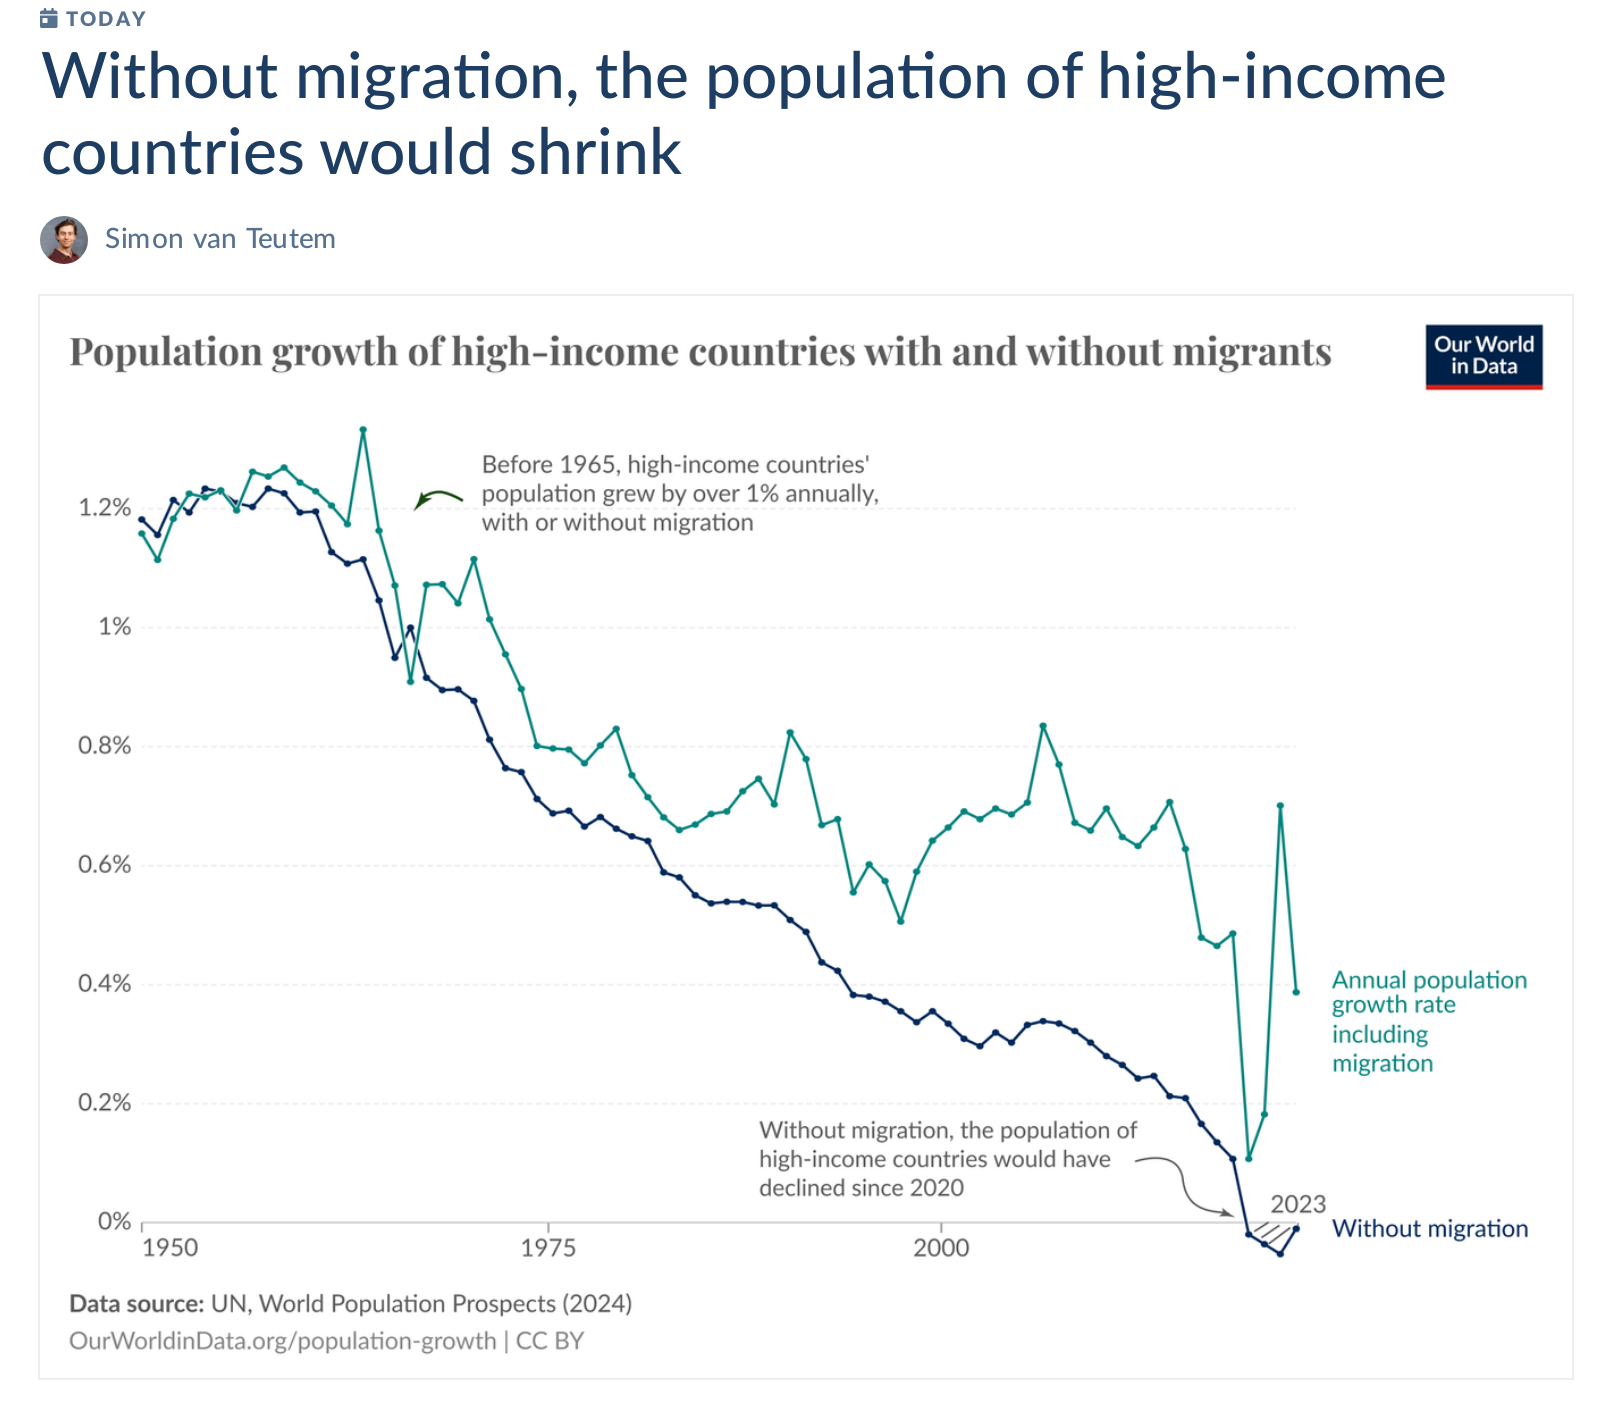 TODAY
Without migration, the population of high-income
countries would shrink
Simon van Teutem
Population growth of high-income countries with and without migrants
Our World
in Data
Before 1965, high-income countries'
population grew by over 1% annually,
with or without migration
1.2%
1%
0.8%
0.6%
0.4%
0.2%
0%
Annual population
growth rate
including
migration
Without migration, the population of
high-income countries would have
declined since 2020
2023
Without migration
1950
1975
2000
Data source: UN, World Population Prospects (2024)
OurWorldinData.org/population-growth | CC BY